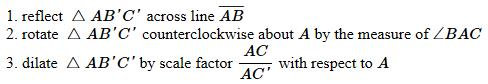 1. reflect △ AB'C' across line A͞B͞
2. rotate △ AB'C' counterclockwise about A by the measure of ∠BAC
3. dilate △ AB'C' by scale factor AC/AC' with respect to A